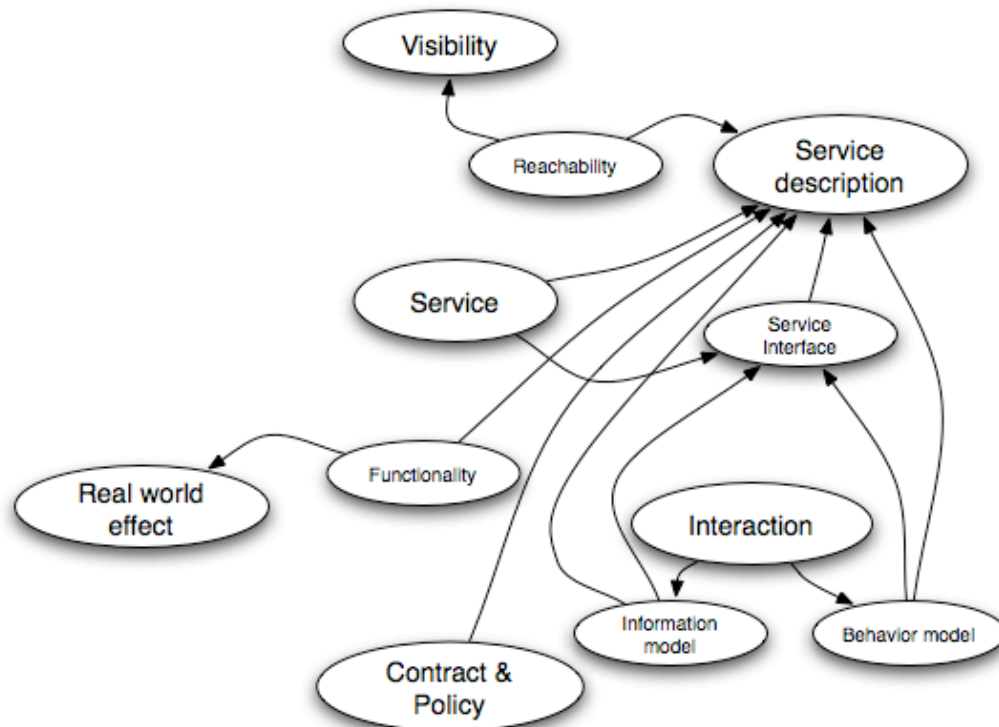 Visibility
Reachability
Service
description
Service
Service
Interface
Functionality
Real world
effect
Interaction
Information
model
Behavior model
Contract &
Policy